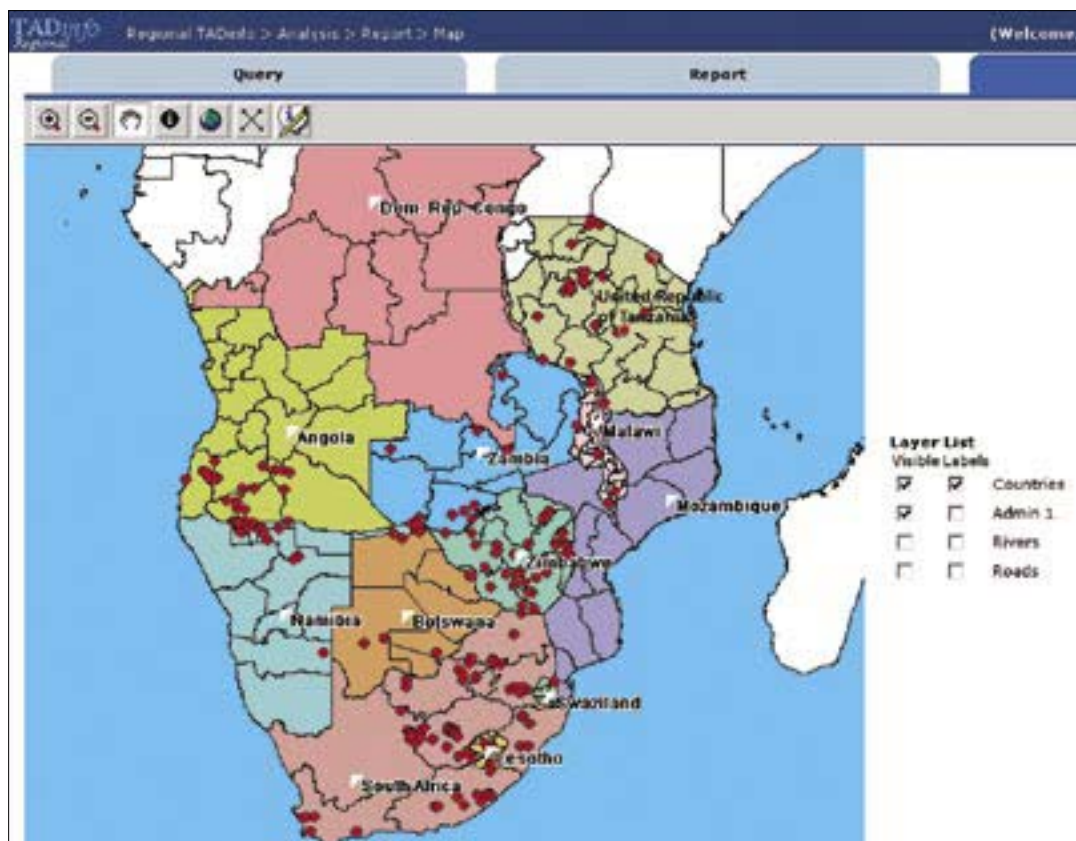 TADinfo
Regional
Regional TADinfo > Analysis > Report > Map
(Welcome
Query
Report
Dem. Rep. Congo
United Republic
of Tanzania
Angola
Malawi
Zambia
Mozambique
Zimbabwe
Namibia
Botswana
Swaziland
Lesotho
South Africa
Layer List
Visible Labels
Countries
Admin 1
Rivers
Roads